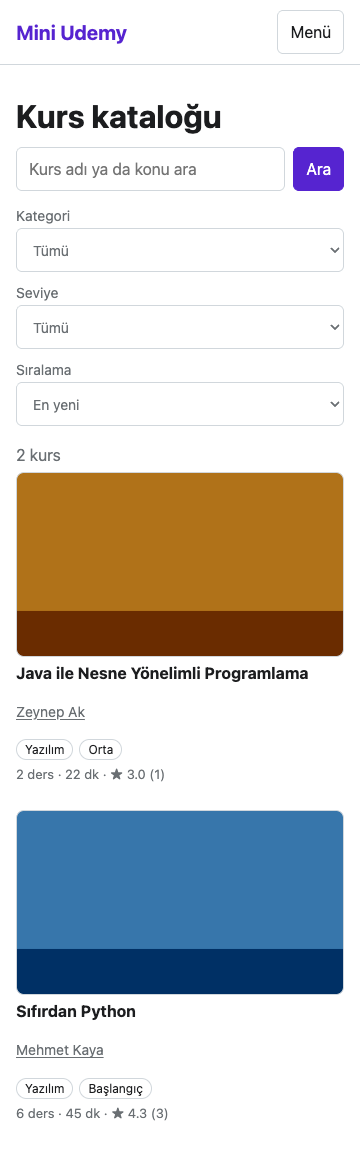 Mini Udemy
Menü
Kurs kataloğu
Kurs adı ya da konu ara
Ara
Kategori
Tümü
Seviye
Tümü
Sıralama
En yeni
2 kurs
Java ile Nesne Yönelimli Programlama
Zeynep Ak
Yazılım Orta
2 ders · 22 dk · ★ 3.0 (1)
Sıfırdan Python
Mehmet Kaya
Yazılım Başlangıç
6 ders · 45 dk · ★ 4.3 (3)